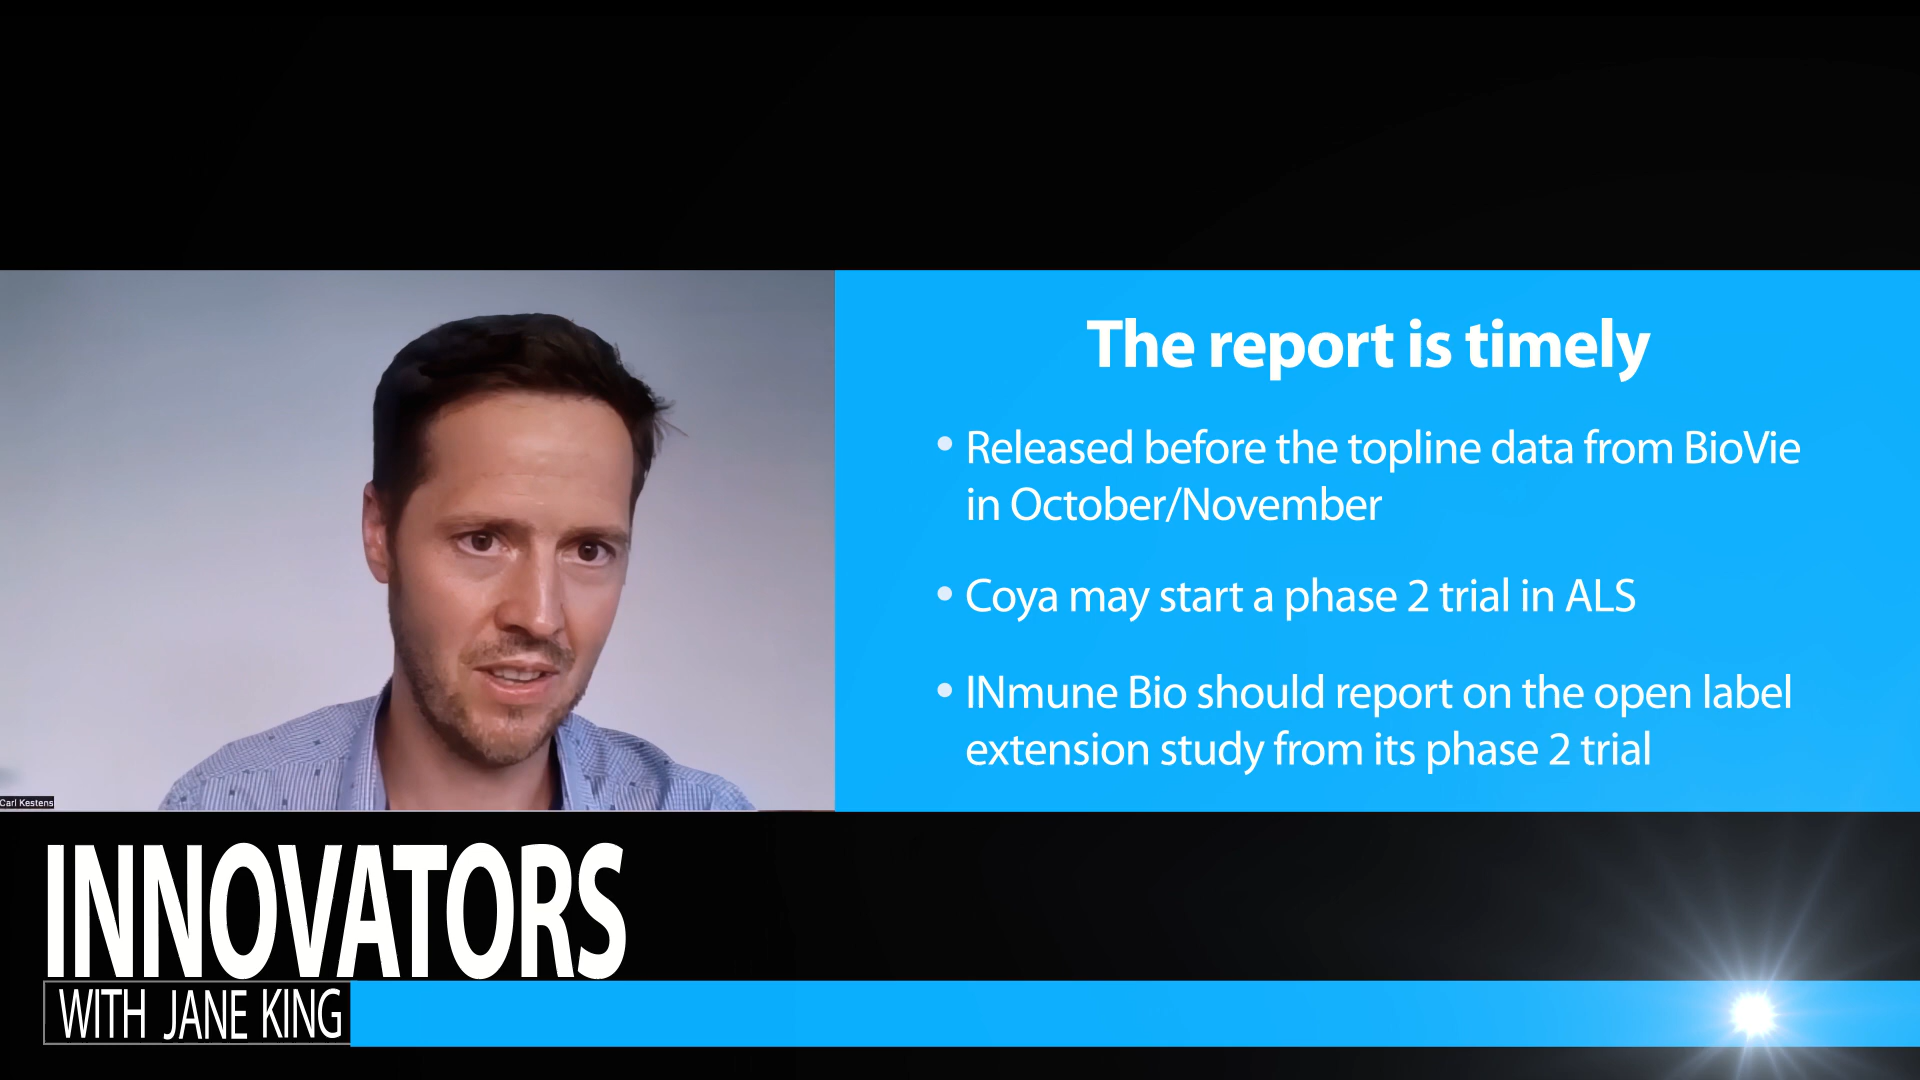 The report is timely
• Released before the topline data from BioVie
in October/November
• Coya may start a phase 2 trial in ALS
• INmune Bio should report on the open label
extension study from its phase 2 trial
Carl Kestens
INNOVATORS
WITH JANE KING